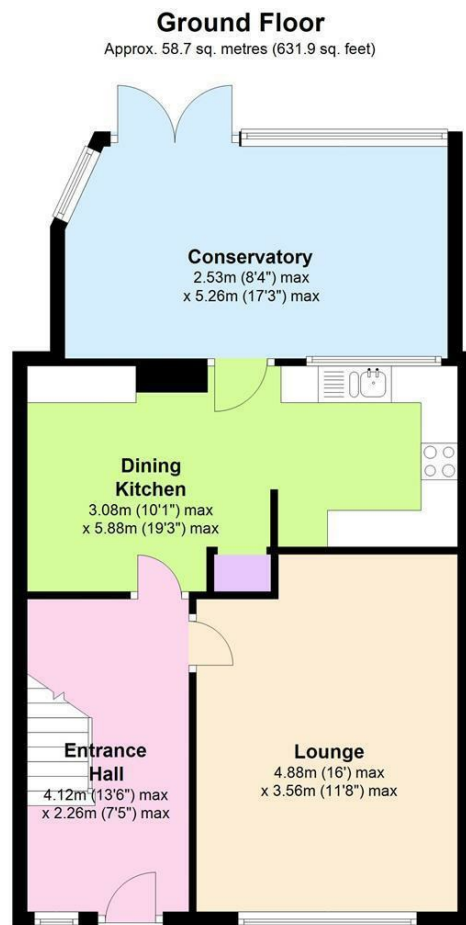 Ground Floor
Approx. 58.7 sq. metres (631.9 sq. feet)
Conservatory
2.53m (8'4") max
x 5.26m (17'3") max
Dining
Kitchen
3.08m (10'1") max
x 5.88m (19'3") max
Entrance
Hall
4.12m (13'6") max
x 2.26m (7'5") max
Lounge
4.88m (16') max
x 3.56m (11'8") max